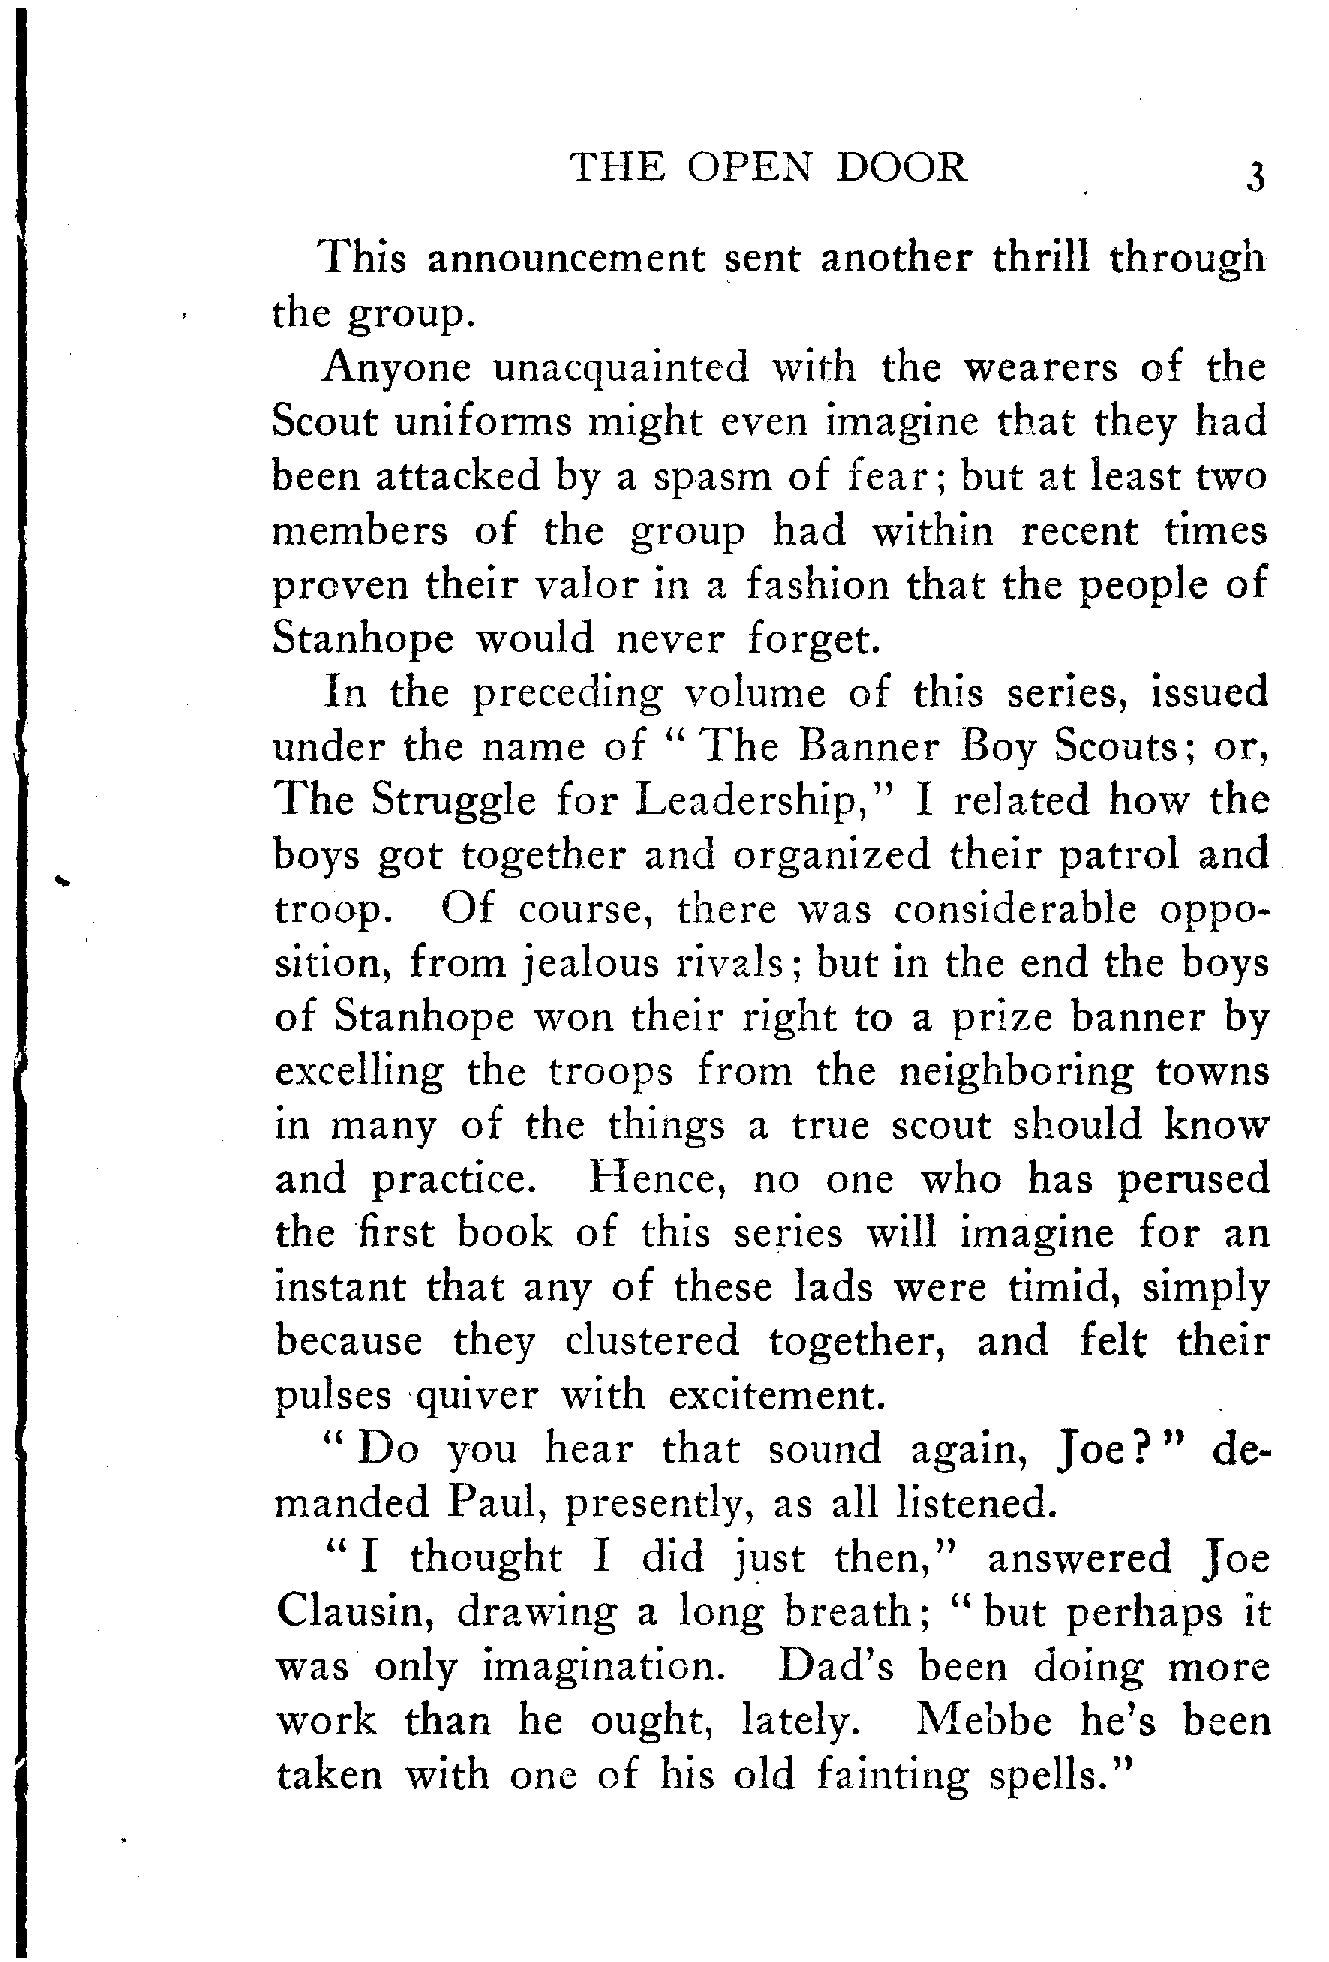 THE OPEN DOOR 3
This announcement sent another thrill through
the group.
Anyone unacquainted with the wearers of the
Scout uniforms might even imagine that they had
been attacked by a spasm of fear; but at least two
members of the group had within recent times
proven their valor in a fashion that the people of
Stanhope would never forget.
In the preceding volume of this series, issued
under the name of “ The Banner Boy Scouts; or,
The Struggle for Leadership,” I related how the
boys got together and organized their patrol and
troop. Of course, there was considerable oppo-
sition, from jealous rivals; but in the end the boys
of Stanhope won their right to a prize banner by
excelling the troops from the neighboring towns
in many of the things a true scout should know
and practice. Hence, no one who has perused
the first book of this series will imagine for an
instant that any of these lads were timid, simply
because they clustered together, and felt their
pulses quiver with excitement.
“ Do you hear that sound again, Joe? ” de-
manded Paul, presently, as all listened.
“ I thought I did just then,” answered Joe
Clausin, drawing a long breath; “ but perhaps it
was only imagination. Dad's been doing more
work than he ought, lately. Mebbe he's been
taken with one of his old fainting spells.”